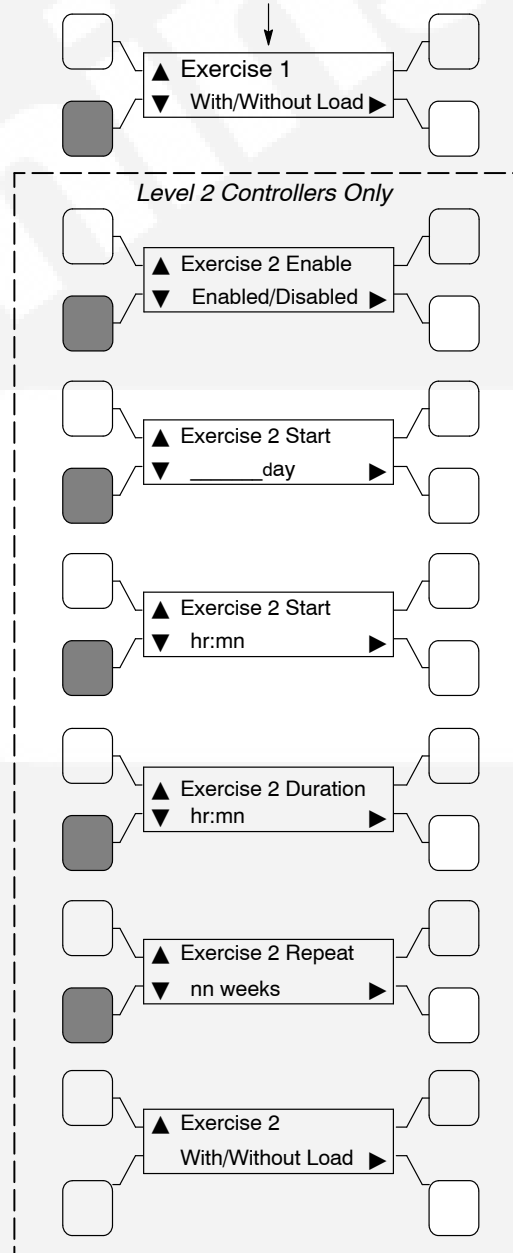 ▲ Exercise 1
▼ With/Without Load ▶
Level 2 Controllers Only
▲ Exercise 2 Enable
▼ Enabled/Disabled ▶
▲ Exercise 2 Start
▼ ______day ▶
▲ Exercise 2 Start
▼ hr:mn ▶
▲ Exercise 2 Duration
▼ hr:mn ▶
▲ Exercise 2 Repeat
▼ nn weeks ▶
▲ Exercise 2
With/Without Load ▶